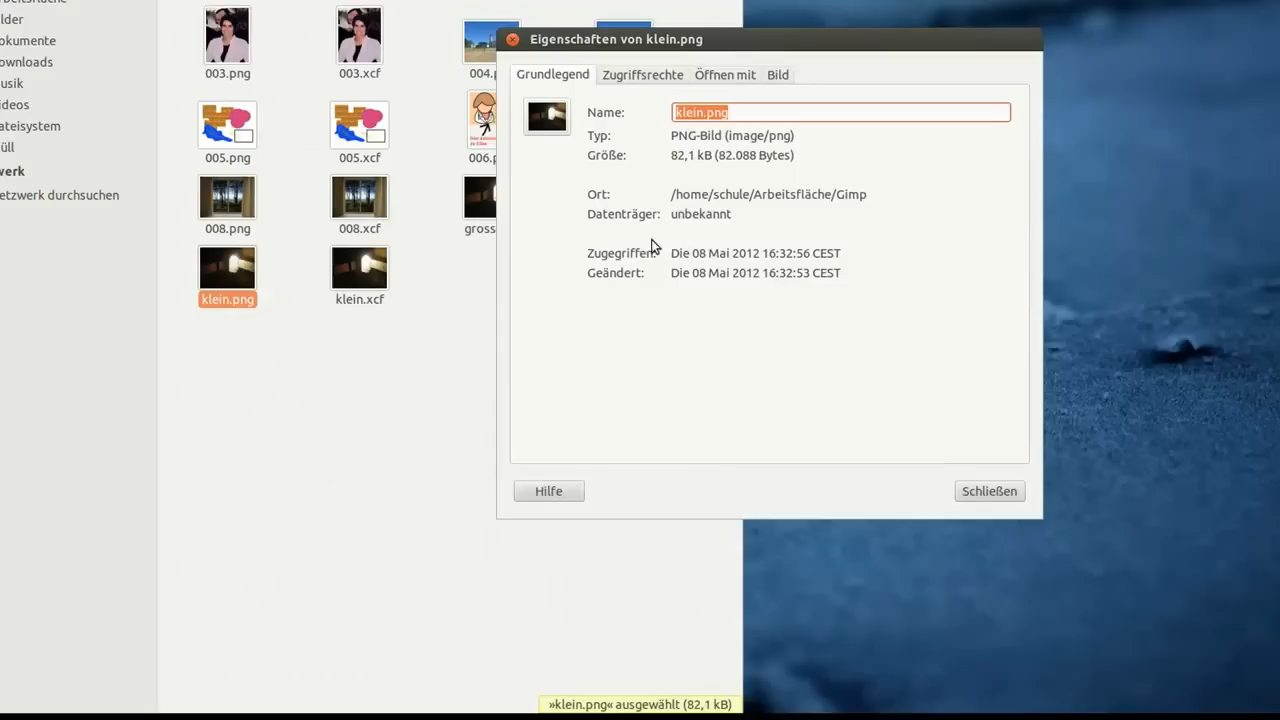 lder
003.png
003.xcf
004.p
okumente
ownloads
usik
ideos
ateisystem
üll
werk
etzwerk durchsuchen
005.png
005.xcf
006.p
008.png
008.xcf
gross
klein.png
klein.xcf
Eigenschaften von klein.png
Grundlegend
Zugriffsrechte
Öffnen mit
Bild
Name: klein.png
Typ: PNG-Bild (image/png)
Größe: 82,1 kB (82.088 Bytes)
Ort: /home/schule/Arbeitsfläche/Gimp
Datenträger: unbekannt
Zugegriffen: Die 08 Mai 2012 16:32:56 CEST
Geändert: Die 08 Mai 2012 16:32:53 CEST
Hilfe
Schließen
»klein.png« ausgewählt (82,1 kB)